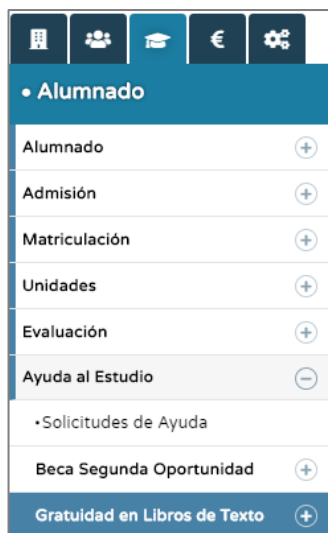 €
• Alumnado
Alumnado
Admisión
Matriculación
Unidades
Evaluación
Ayuda al Estudio
•Solicitudes de Ayuda
Beca Segunda Oportunidad
Gratuidad en Libros de Texto